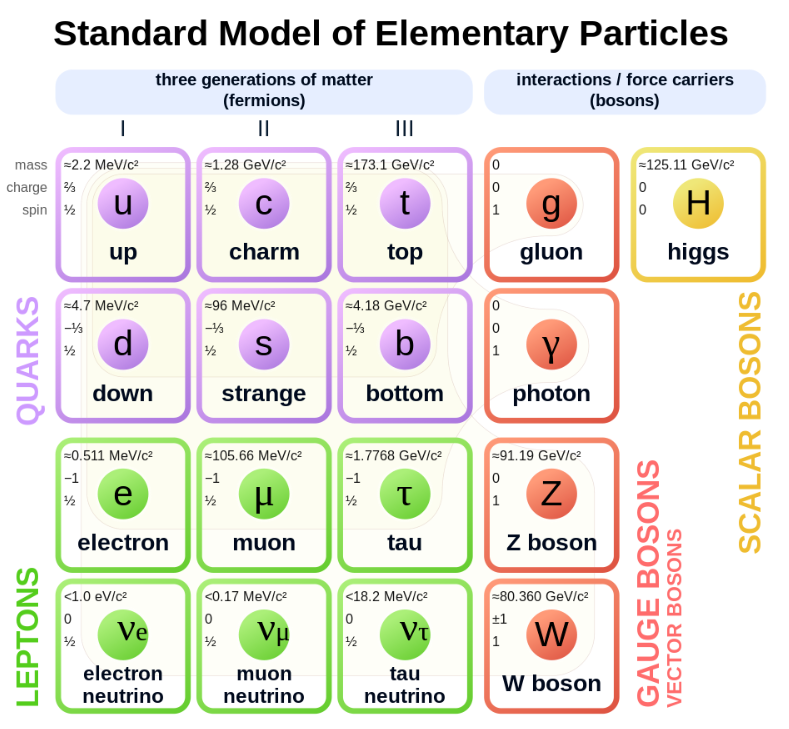 Standard Model of Elementary Particles
three generations of matter
(fermions)
interactions / force carriers
(bosons)
I
II
III
mass
charge
spin
≈2.2 MeV/c²
⅔
½
u
up
≈1.28 GeV/c²
⅔
½
c
charm
≈173.1 GeV/c²
⅔
½
t
top
0
0
1
g
gluon
≈125.11 GeV/c²
0
0
H
higgs
QUARKS
≈4.7 MeV/c²
−⅓
½
d
down
≈96 MeV/c²
−⅓
½
s
strange
≈4.18 GeV/c²
−⅓
½
b
bottom
0
0
1
γ
photon
SCALAR BOSONS
LEPTONS
≈0.511 MeV/c²
−1
½
e
electron
≈105.66 MeV/c²
−1
½
μ
muon
≈1.7768 GeV/c²
−1
½
τ
tau
≈91.19 GeV/c²
0
1
Z
Z boson
GAUGE BOSONS
VECTOR BOSONS
<1.0 eV/c²
0
½
νe
electron
neutrino
<0.17 MeV/c²
0
½
νμ
muon
neutrino
<18.2 MeV/c²
0
½
ντ
tau
neutrino
≈80.360 GeV/c²
±1
1
W
W boson